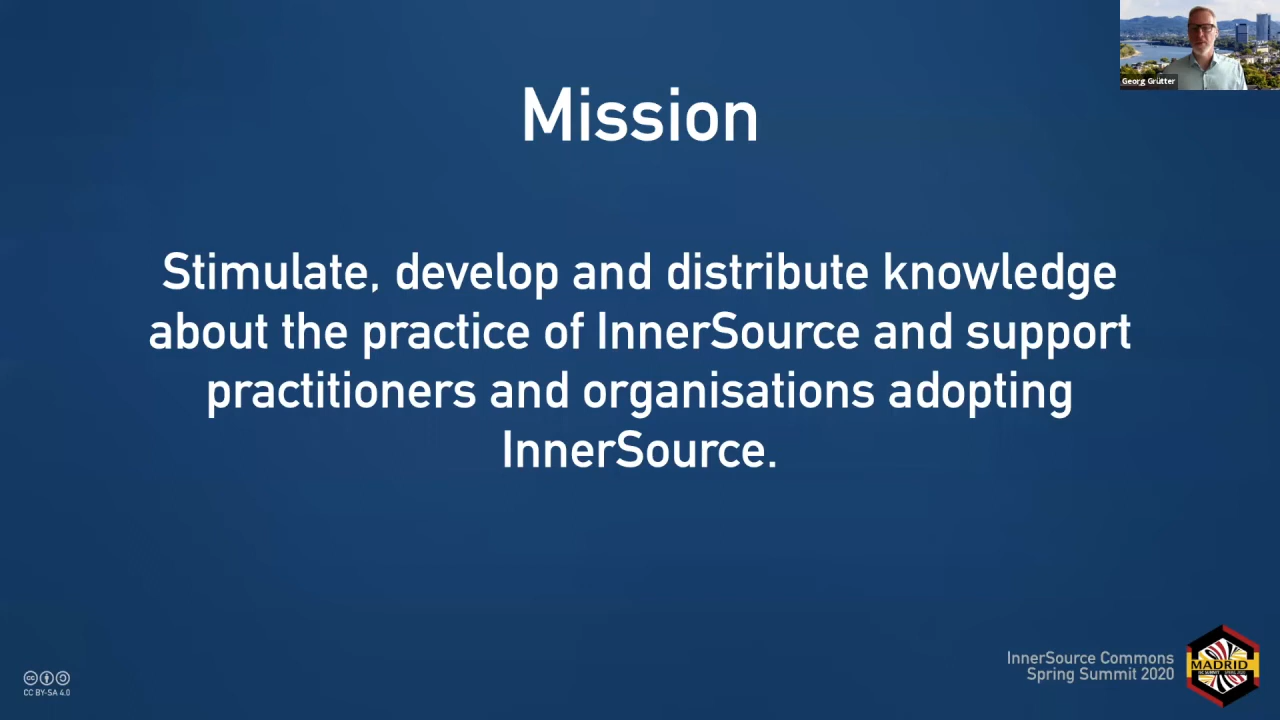 Georg Grütter
Mission
Stimulate, develop and distribute knowledge
about the practice of InnerSource and support
practitioners and organisations adopting
InnerSource.
CC BY-SA 4.0
InnerSource Commons
Spring Summit 2020
MADRID